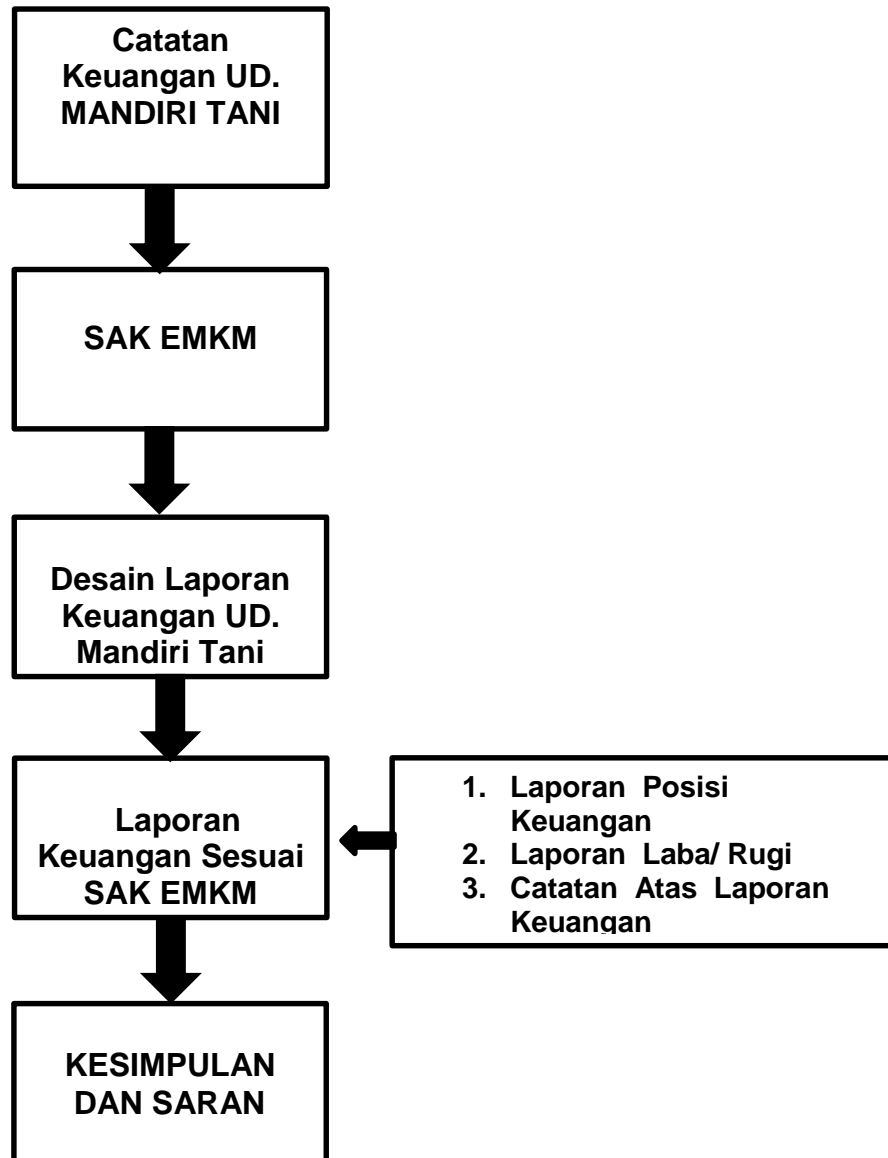 Catatan
Keuangan UD.
MANDIRI TANI
SAK EMKM
Desain Laporan
Keuangan UD.
Mandiri Tani
Laporan
Keuangan Sesuai
SAK EMKM
1. Laporan Posisi
Keuangan
2. Laporan Laba/ Rugi
3. Catatan Atas Laporan
Keuangan
KESIMPULAN
DAN SARAN